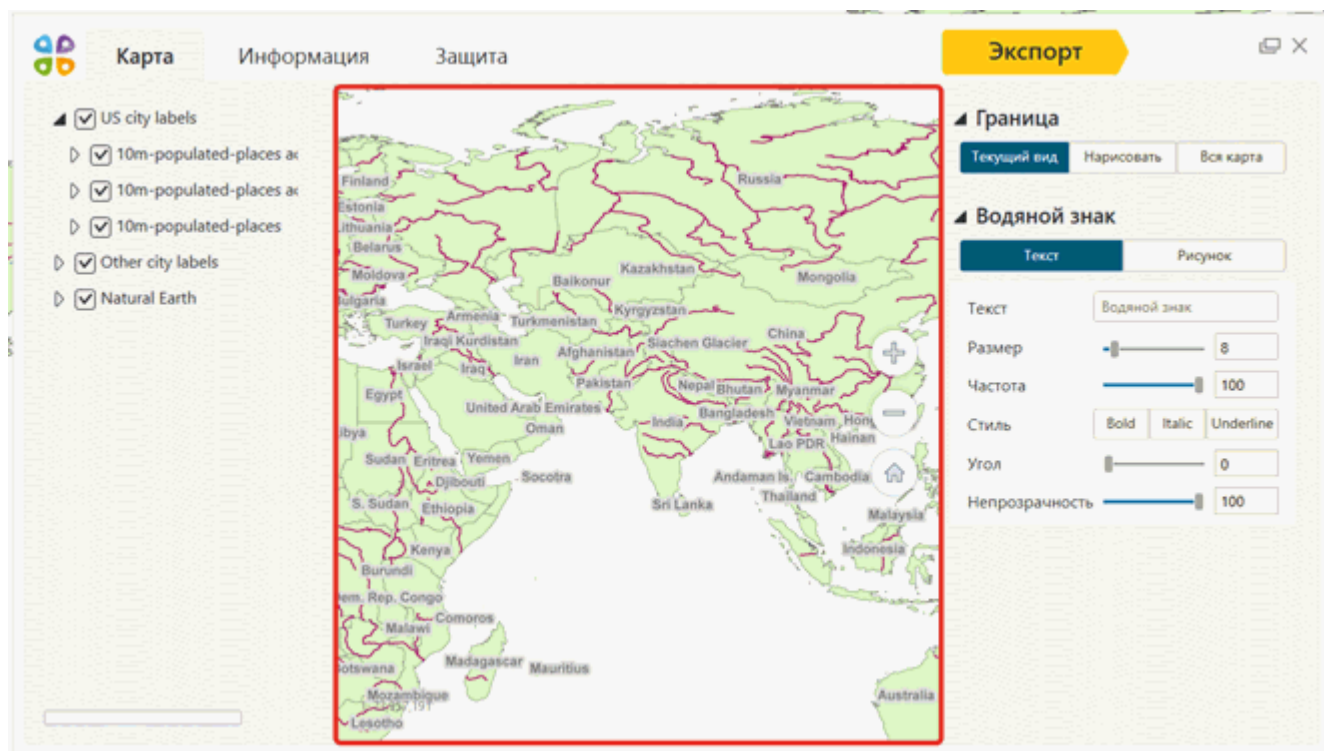 Карта Информация Защита Экспорт
US city labels
10m-populated-places
10m-populated-places
10m-populated-places
Other city labels
Natural Earth
Finland
Russia
Estonia
Lithuania
Belarus
Moldova
Kazakhstan
Mongolia
Baikonur
Bulgaria
Kyrgyzstan
Armenia
Turkey
Turkmenistan
China
Iraqi Kurdistan
Siachen Glacier
Afghanistan
Iran
Israel
Iraq
Pakistan
Nepal
Bhutan
Myanmar
Egypt
United Arab Emirates
Bangladesh
India
Vietnam
Hong
Oman
Libya
Lao PDR
Hainan
Sudan
Eritrea
Yemen
Djibouti
Socotra
Andaman Is.
Cambodia
Thailand
S. Sudan
Ethiopia
Sri Lanka
Malaysia
Kenya
Indonesia
Burundi
Dem. Rep. Congo
Comoros
Malawi
Botswana
Madagascar
Mauritius
Mozambique
Australia
Lesotho
Граница
Текущий вид Нарисовать Вся карта
Водяной знак
Текст Рисунок
Текст Водяной знак
Размер 8
Частота 100
Стиль Bold Italic Underline
Угол 0
Непрозрачность 100